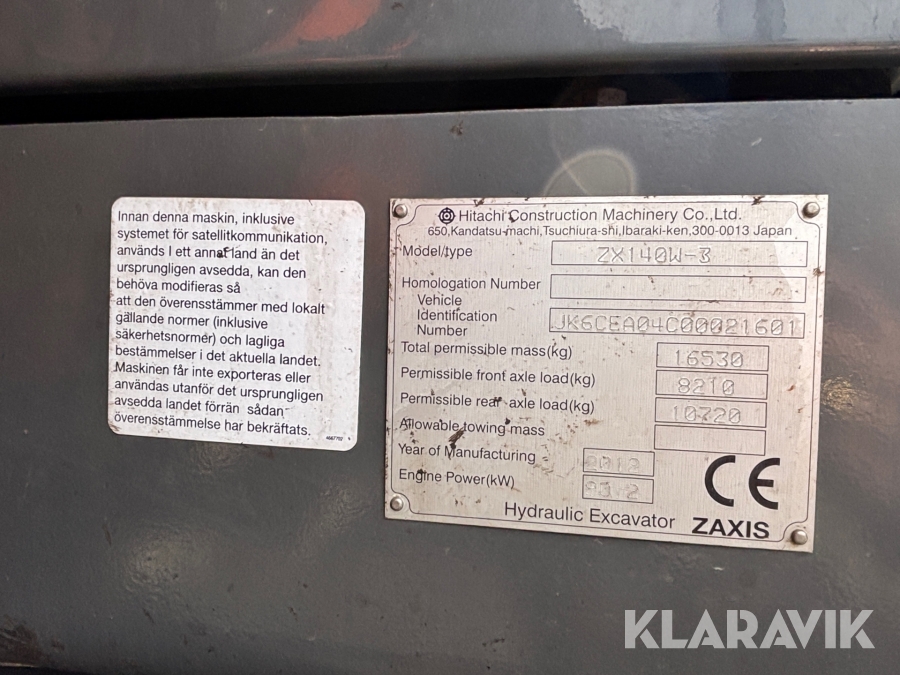 Innan denna maskin, inklusive
systemet för satellitkommunikation,
används I ett annat land än det
ursprungligen avsedda, kan den
behöva modifieras så
att den överensstämmer med lokalt
gällande normer (inklusive
säkerhetsnormer) och lagliga
bestämmelser i det aktuella landet.
Maskinen får inte exporteras eller
användas utanför det ursprungligen
avsedda landet förrän sådan
överensstämmelse har bekräftats.
Hitachi Construction Machinery Co.,Ltd.
650,Kandatsu-machi,Tsuchiura-shi,Ibaraki-ken,300-0013 Japan
Model/type ZX140W-3
Homologation Number
Vehicle
Identification
Number JK6CEA04C00021601
Total permissible mass(kg) 16530
Permissible front axle load(kg) 8210
Permissible rear axle load(kg) 10720
Allowable towing mass
Year of Manufacturing
Engine Power(kW) 93.2
CE
Hydraulic Excavator ZAXIS
KLARAVIK